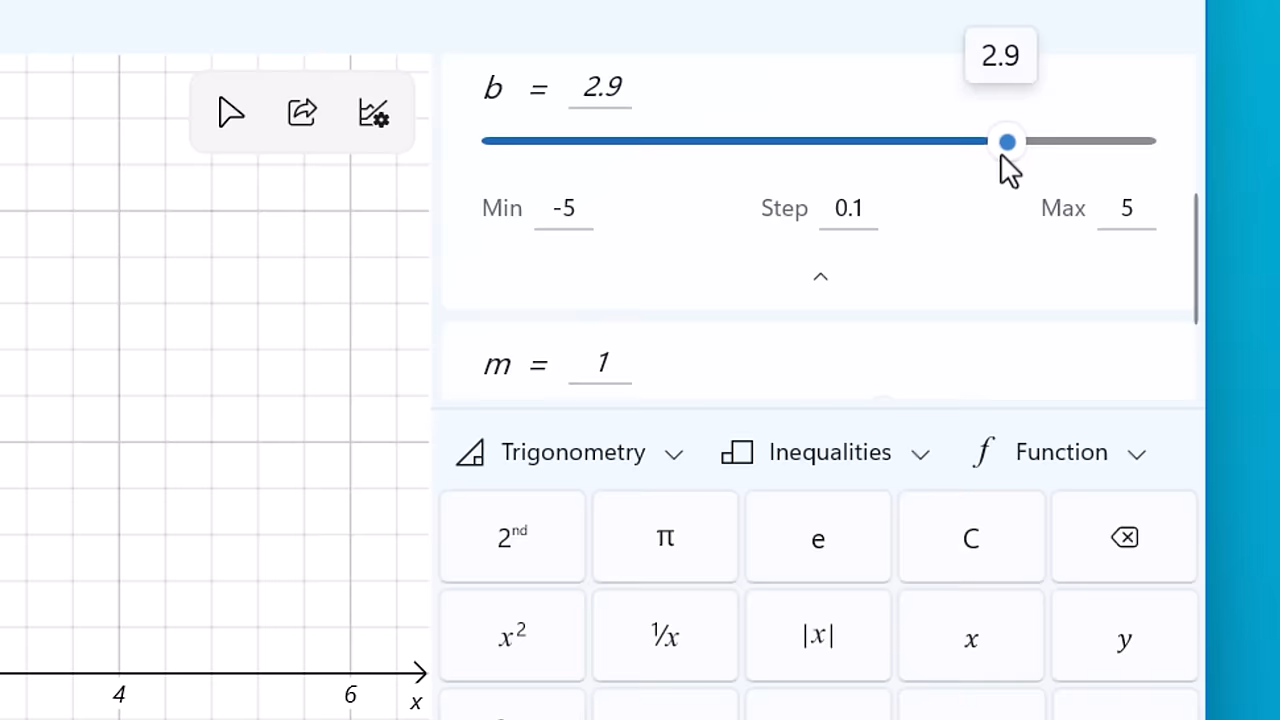 2.9
b = 2.9
Min -5 Step 0.1 Max 5
m = 1
Trigonometry Inequalities f Function
2nd π e C
x² ¹/x |x| x y
4 6 x